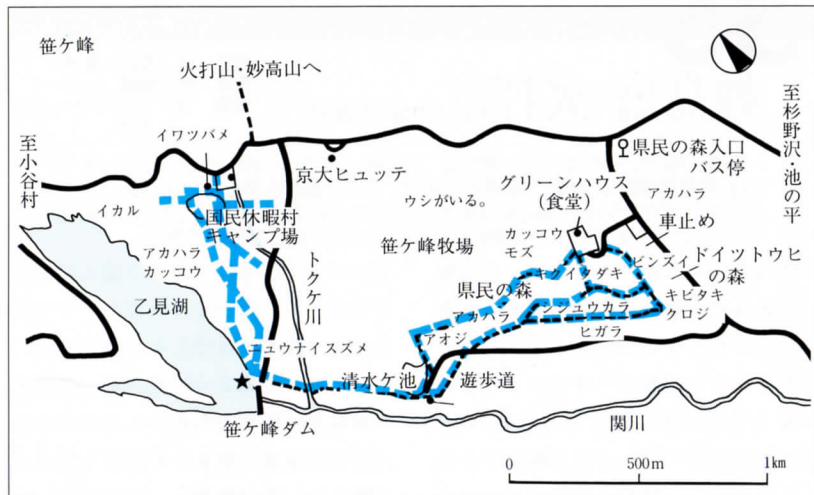 笹ケ峰
火打山・妙高山へ
至小谷村
至杉野沢・池の平
イワツバメ
県民の森入口
バス停
京大ヒュッテ
グリーンハウス
(食堂)
アカハラ
イカル
ウシがいる。
国民休暇村
キャンプ場
カッコウ
モズ
車止め
トクケ川
笹ケ峰牧場
ビンズイ
ドイツトウヒ
の森
アカハラ
カッコウ
キクイタダキ
県民の森
キビタキ
クロジ
乙見湖
シジュウカラ
アカハラ
ヒガラ
アオジ
ニュウナイスズメ
清水ケ池
遊歩道
笹ケ峰ダム
関川
0 500m 1km